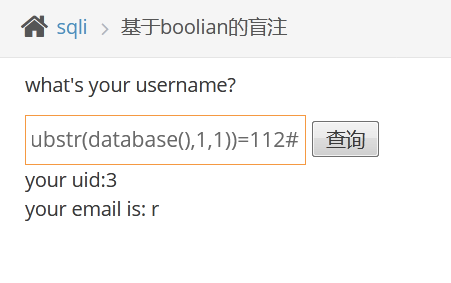 sqli > 基于boolian的盲注
what's your username?
ubstr(database(),1,1))=112# 查询
your uid:3
your email is: r